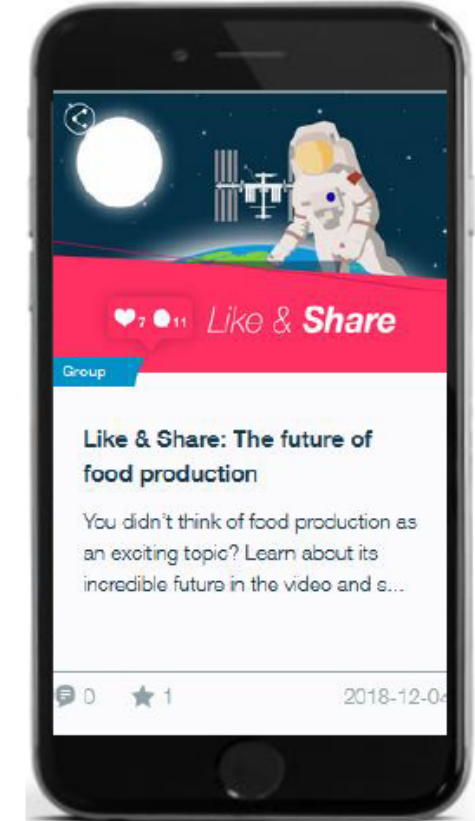 7 11 Like & Share
Group
Like & Share: The future of
food production
You didn't think of food production as
an exciting topic? Learn about its
incredible future in the video and s...
0 1 2018-12-04